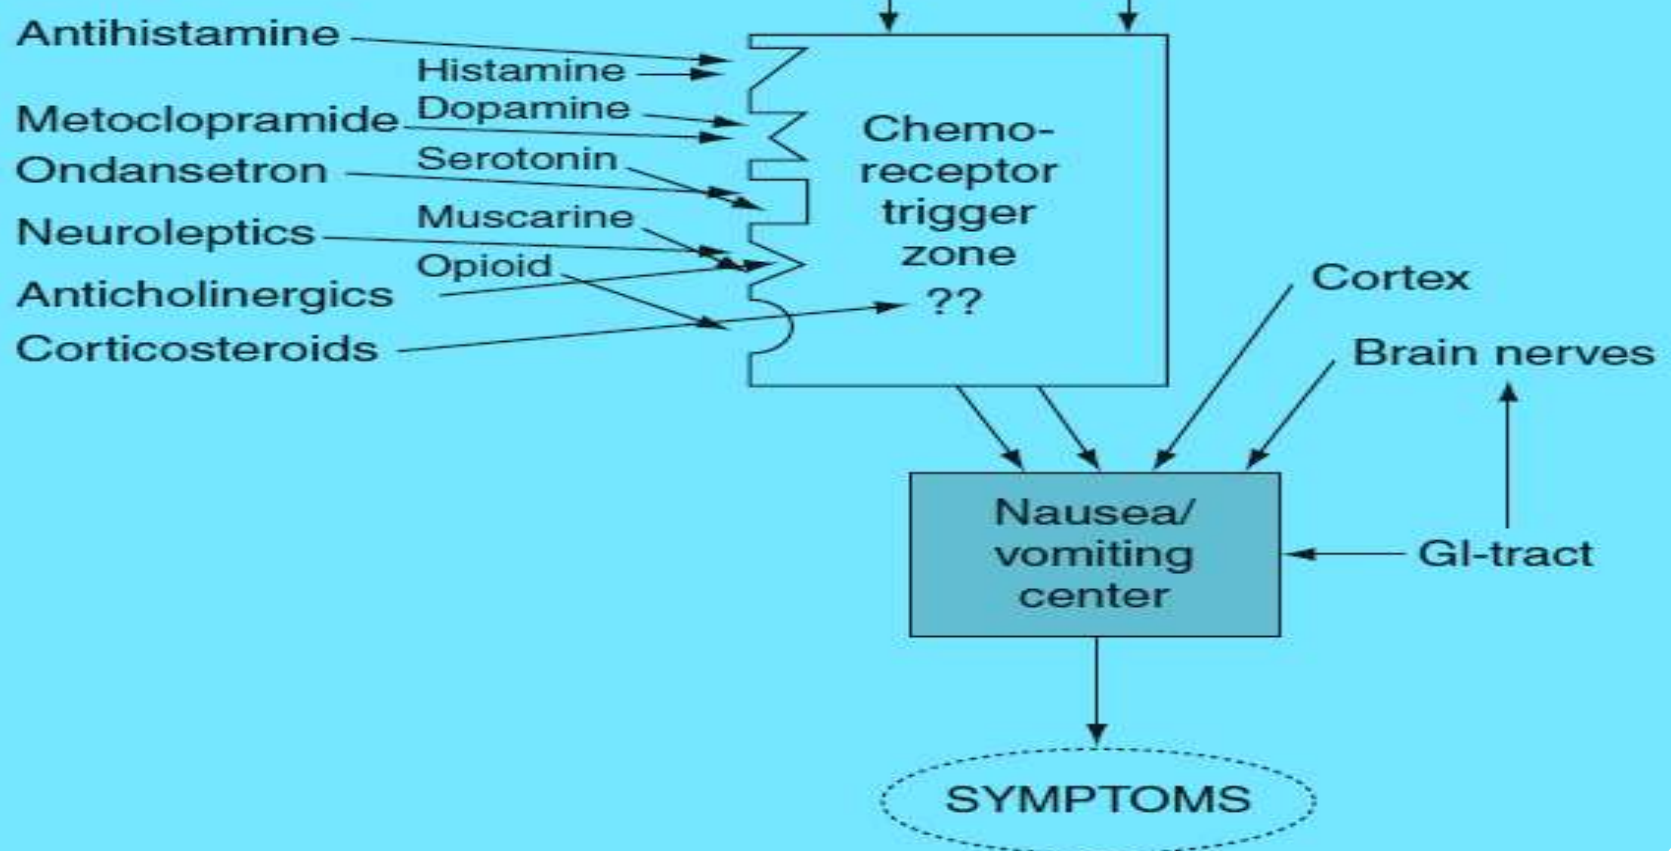 Antihistamine
Histamine
Metoclopramide
Dopamine
Ondansetron
Serotonin
Neuroleptics
Muscarine
Opioid
Anticholinergics
Corticosteroids
Chemo-
receptor
trigger
zone
??
Cortex
Brain nerves
Nausea/
vomiting
center
GI-tract
SYMPTOMS